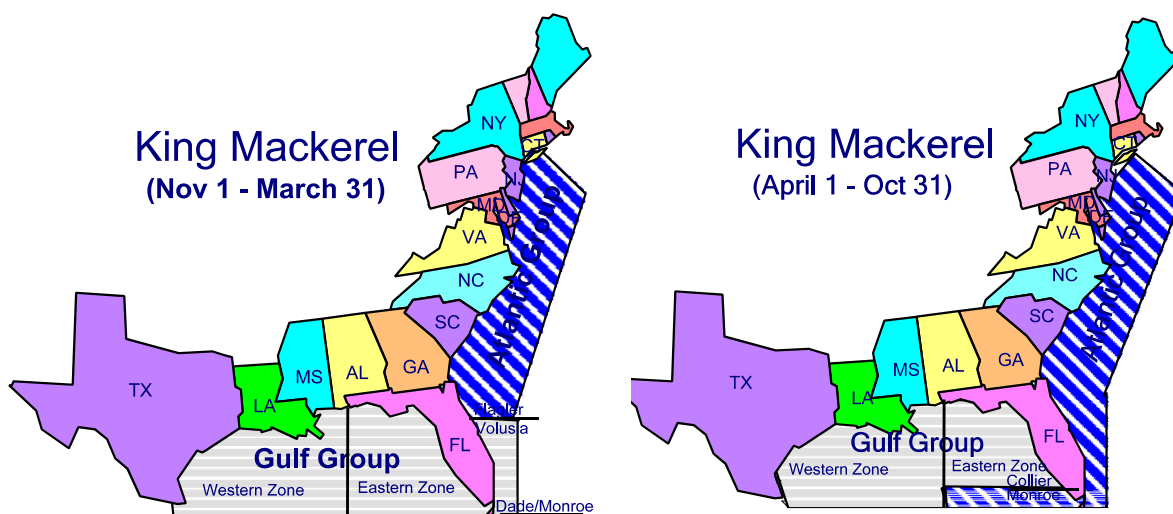 King Mackerel
(Nov 1 - March 31)
NY
CT
PA
NJ
MD
DE
VA
NC
SC
Atlantic Group
TX
LA
MS
AL
GA
FL
Flagler
Volusia
Gulf Group
Western Zone
Eastern Zone
Dade/Monroe
King Mackerel
(April 1 - Oct 31)
NY
CT
PA
NJ
MD
DE
VA
NC
SC
Atlantic Group
TX
LA
MS
AL
GA
FL
Gulf Group
Western Zone
Eastern Zone
Collier
Monroe